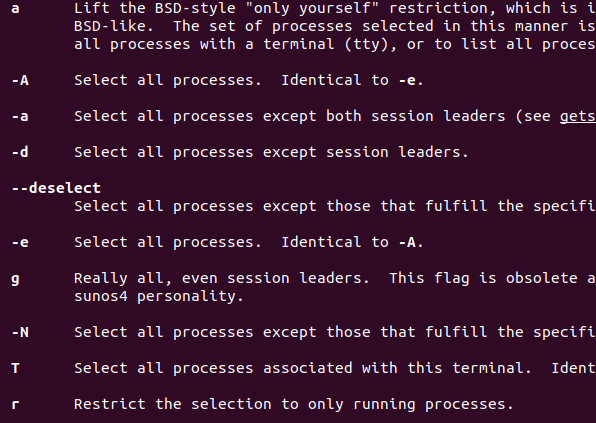 a Lift the BSD-style "only yourself" restriction, which is i
BSD-like. The set of processes selected in this manner is
all processes with a terminal (tty), or to list all proces
-A Select all processes. Identical to -e.
-a Select all processes except both session leaders (see gets
-d Select all processes except session leaders.
--deselect
Select all processes except those that fulfill the specifi
-e Select all processes. Identical to -A.
g Really all, even session leaders. This flag is obsolete a
sunos4 personality.
-N Select all processes except those that fulfill the specifi
T Select all processes associated with this terminal. Ident
r Restrict the selection to only running processes.